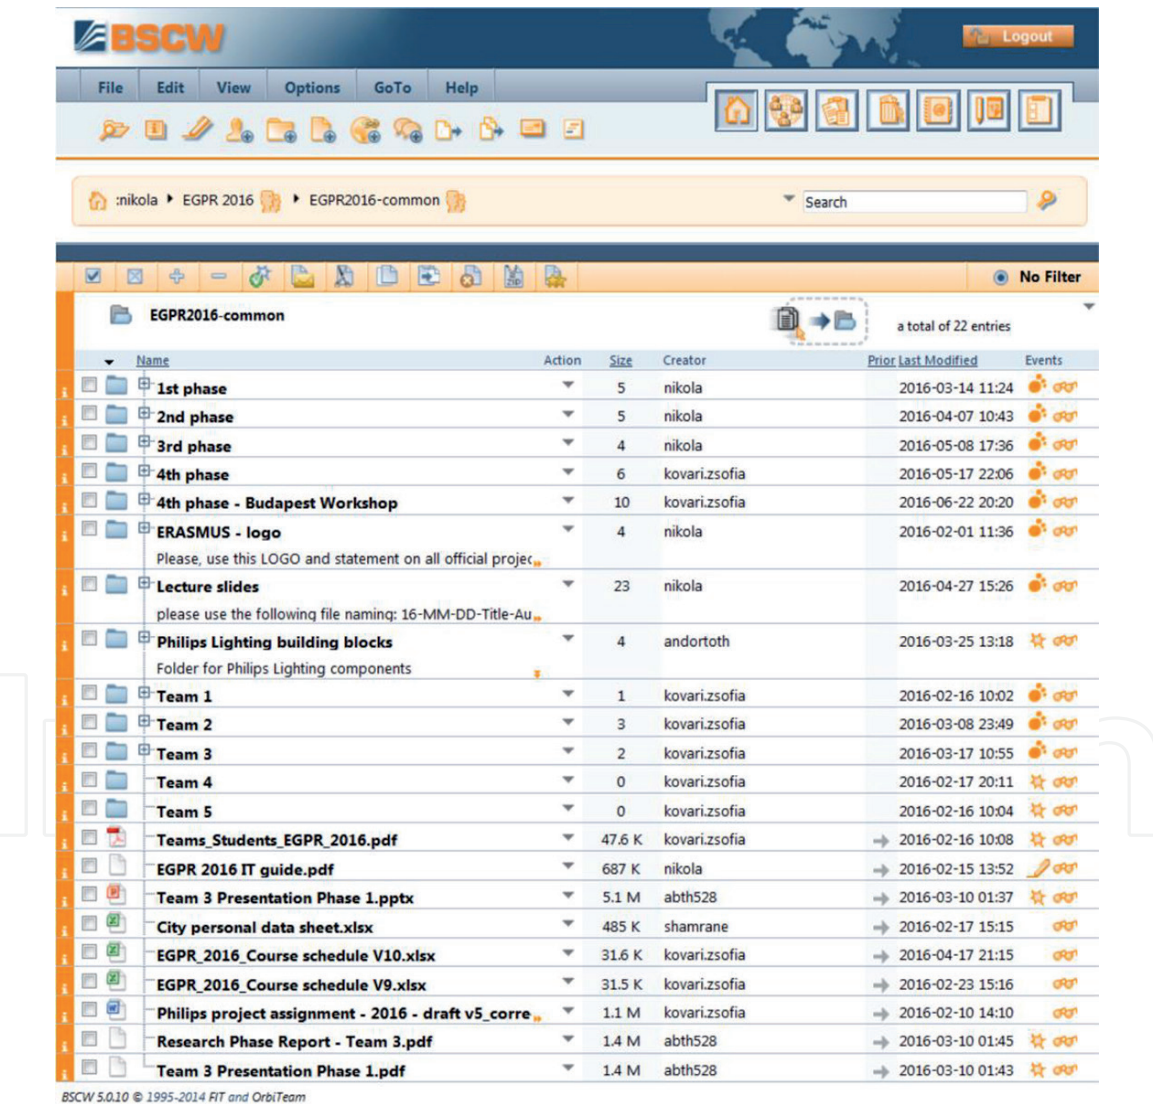 BSCW
Logout
File Edit View Options GoTo Help
:nikola EGPR 2016 EGPR2016-common Search
No Filter
EGPR2016-common
a total of 22 entries
Name Action Size Creator Prior Last Modified Events
1st phase 5 nikola 2016-03-14 11:24
2nd phase 5 nikola 2016-04-07 10:43
3rd phase 4 nikola 2016-05-08 17:36
4th phase 6 kovari.zsofia 2016-05-17 22:06
4th phase - Budapest Workshop 10 kovari.zsofia 2016-06-22 20:20
ERASMUS - logo 4 nikola 2016-02-01 11:36
Please, use this LOGO and statement on all official projec
Lecture slides 23 nikola 2016-04-27 15:26
please use the following file naming: 16-MM-DD-Title-Au
Philips Lighting building blocks 4 andortoth 2016-03-25 13:18
Folder for Philips Lighting components
Team 1 1 kovari.zsofia 2016-02-16 10:02
Team 2 3 kovari.zsofia 2016-03-08 23:49
Team 3 2 kovari.zsofia 2016-03-17 10:55
Team 4 0 kovari.zsofia 2016-02-17 20:11
Team 5 0 kovari.zsofia 2016-02-16 10:04
Teams_Students_EGPR_2016.pdf 47.6 K kovari.zsofia 2016-02-16 10:08
EGPR 2016 IT guide.pdf 687 K nikola 2016-02-15 13:52
Team 3 Presentation Phase 1.pptx 5.1 M abth528 2016-03-10 01:37
City personal data sheet.xlsx 485 K shamrane 2016-02-17 15:15
EGPR_2016_Course schedule V10.xlsx 31.6 K kovari.zsofia 2016-04-17 21:15
EGPR_2016_Course schedule V9.xlsx 31.5 K kovari.zsofia 2016-02-23 15:16
Philips project assignment - 2016 - draft v5_corre 1.1 M kovari.zsofia 2016-02-10 14:10
Research Phase Report - Team 3.pdf 1.4 M abth528 2016-03-10 01:45
Team 3 Presentation Phase 1.pdf 1.4 M abth528 2016-03-10 01:43
BSCW 5.0.10 © 1995-2014 FIT and OrbiTeam